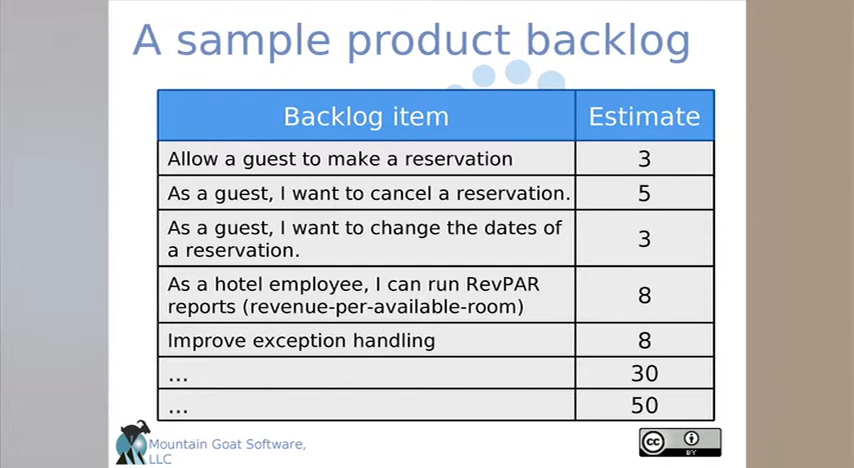 A sample product backlog
Backlog item Estimate
Allow a guest to make a reservation 3
As a guest, I want to cancel a reservation. 5
As a guest, I want to change the dates of
a reservation. 3
As a hotel employee, I can run RevPAR
reports (revenue-per-available-room) 8
Improve exception handling 8
... 30
... 50
Mountain Goat Software,
LLC
cc BY